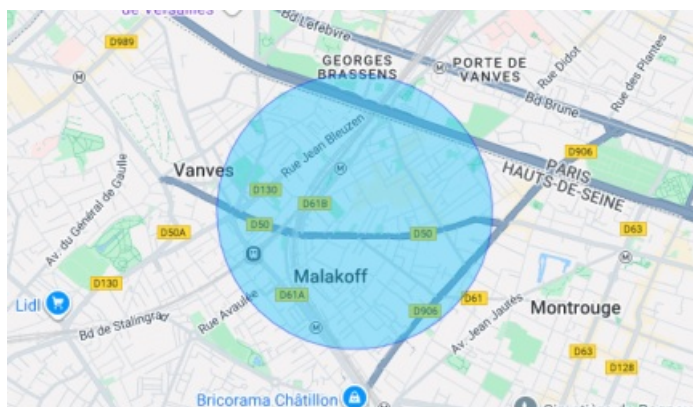 de Versailles
Bd Lefebvre
D989
GEORGES
BRASSENS
PORTE DE
VANVES
Rue Didot
Rue des Plantes
Bd Brune
Rue Jean Bleuzen
D906
PARIS
HAUTS-DE-SEINE
Vanves
D130
D61B
Av. du Général de Gaulle
D50A
D50
D50
D63
Malakoff
D130
D61A
D61
Lidl
Rue Avaulée
D906
Montrouge
Bd de Stalingrad
Av. Jean Jaurès
D63
D128
Bricorama Châtillon